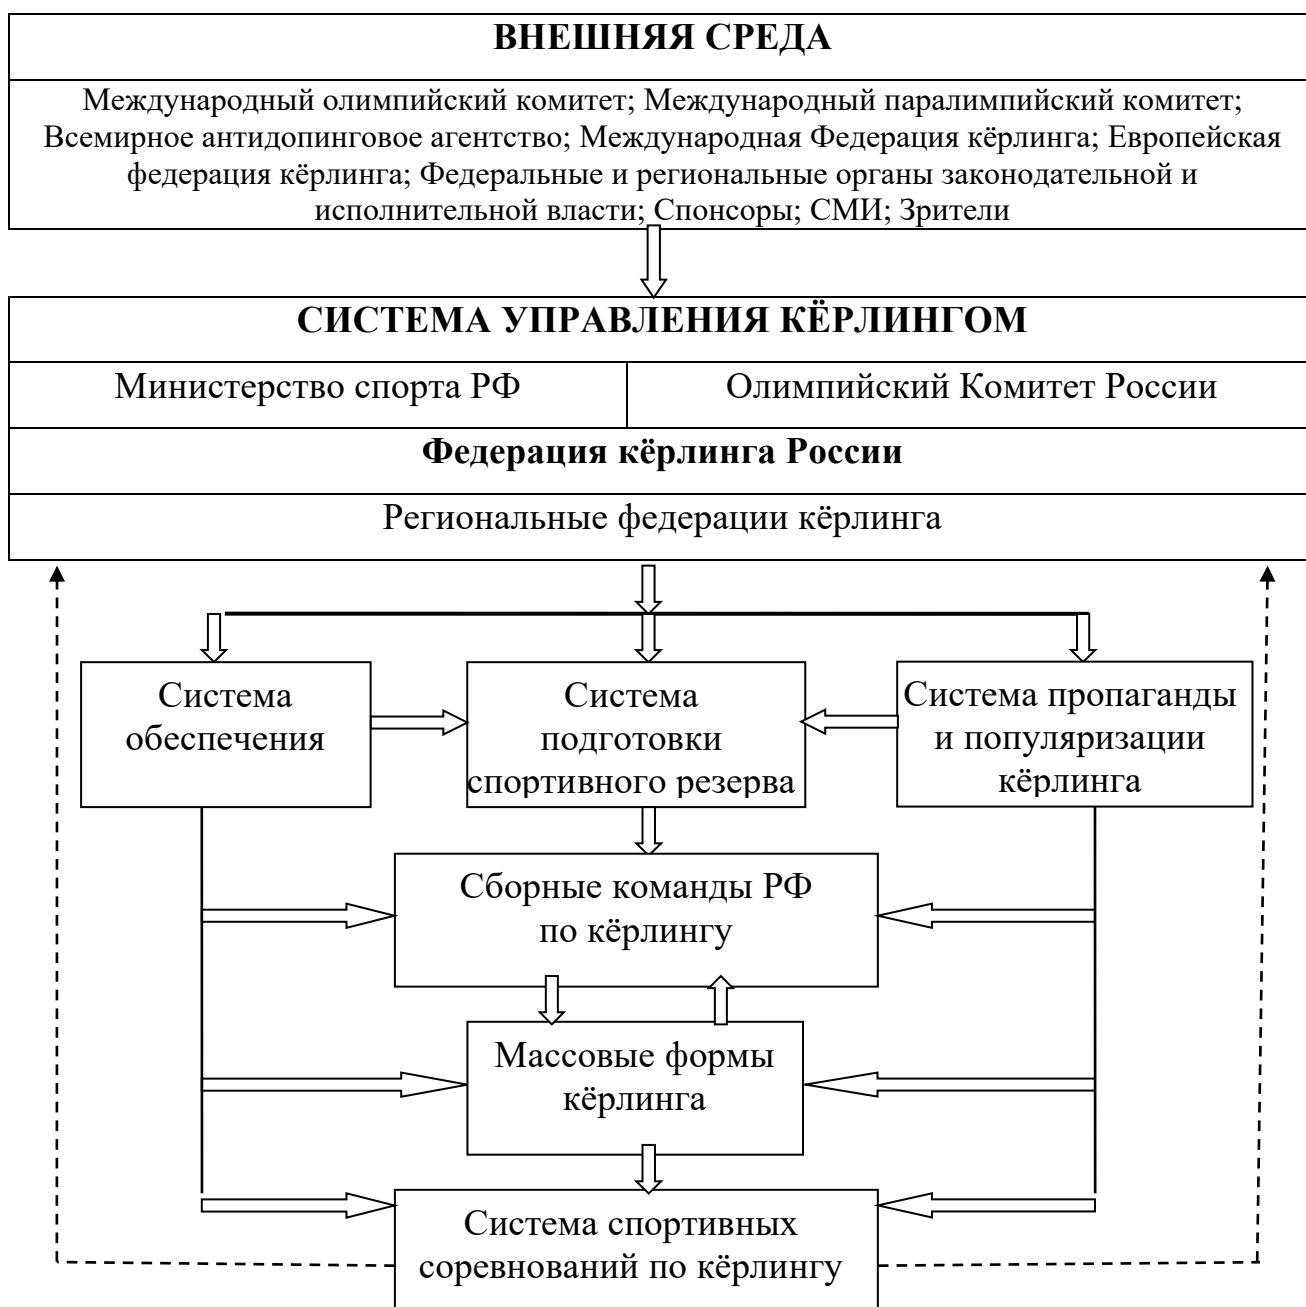 ВНЕШНЯЯ СРЕДА
Международный олимпийский комитет; Международный паралимпийский комитет;
Всемирное антидопинговое агентство; Международная Федерация кёрлинга; Европейская
федерация кёрлинга; Федеральные и региональные органы законодательной и
исполнительной власти; Спонсоры; СМИ; Зрители
СИСТЕМА УПРАВЛЕНИЯ КЁРЛИНГОМ
Министерство спорта РФ
Олимпийский Комитет России
Федерация кёрлинга России
Региональные федерации кёрлинга
Система
обеспечения
Система
подготовки
спортивного резерва
Система пропаганды
и популяризации
кёрлинга
Сборные команды РФ
по кёрлингу
Массовые формы
кёрлинга
Система спортивных
соревнований по кёрлингу